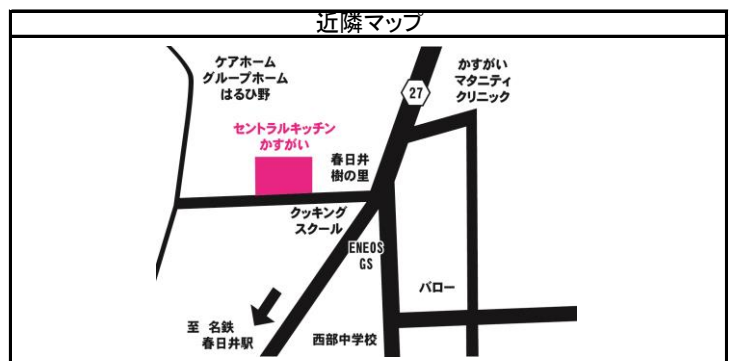 近隣マップ
ケアホーム
グループホーム
はるひ野
かすがい
マタニティ
クリニック
27
セントラルキッチン
かすがい
春日井
樹の里
クッキング
スクール
ENEOS
GS
バロー
至 名鉄
春日井駅
西部中学校